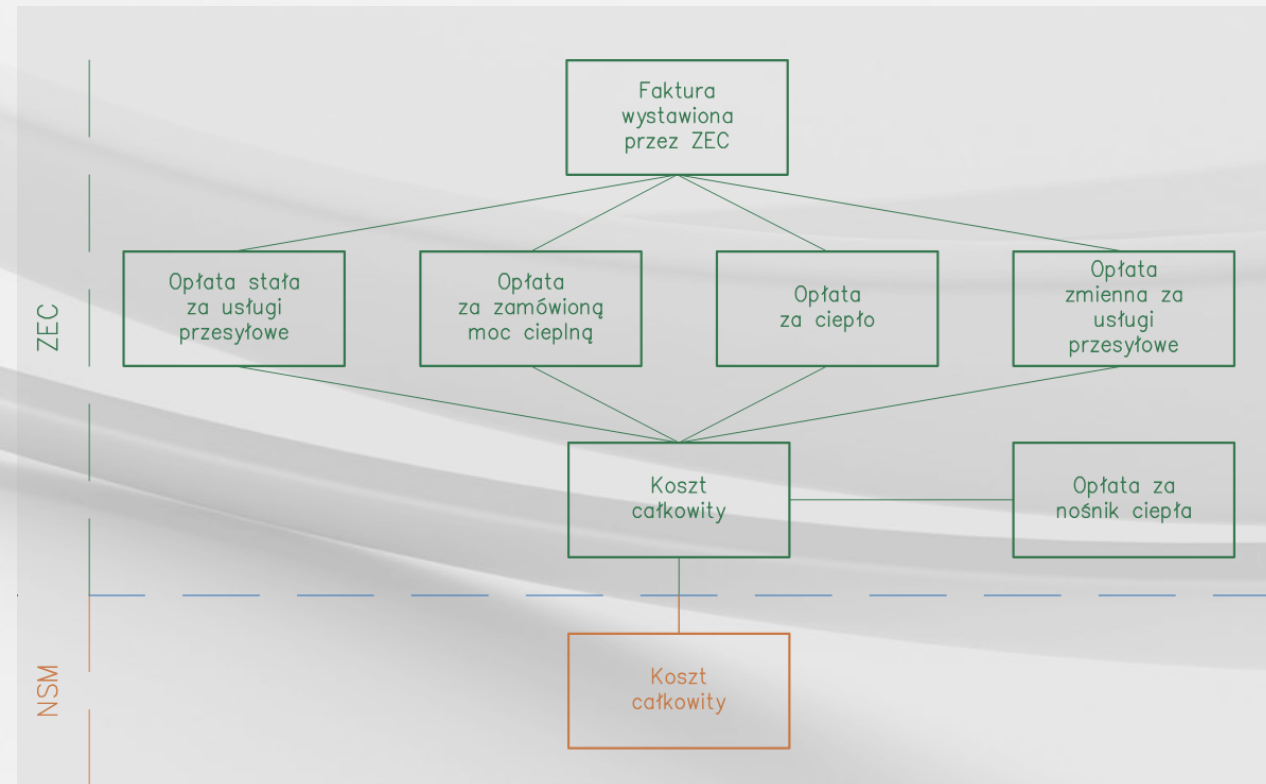 Faktura
wystawiona
przez ZEC
Opłata stała
za usługi
przesyłowe
Opłata
za zamówioną
moc cieplną
Opłata
za ciepło
Opłata
zmienna za
usługi
przesyłowe
ZEC
Koszt
całkowity
Opłata za
nośnik ciepła
NSM
Koszt
całkowity